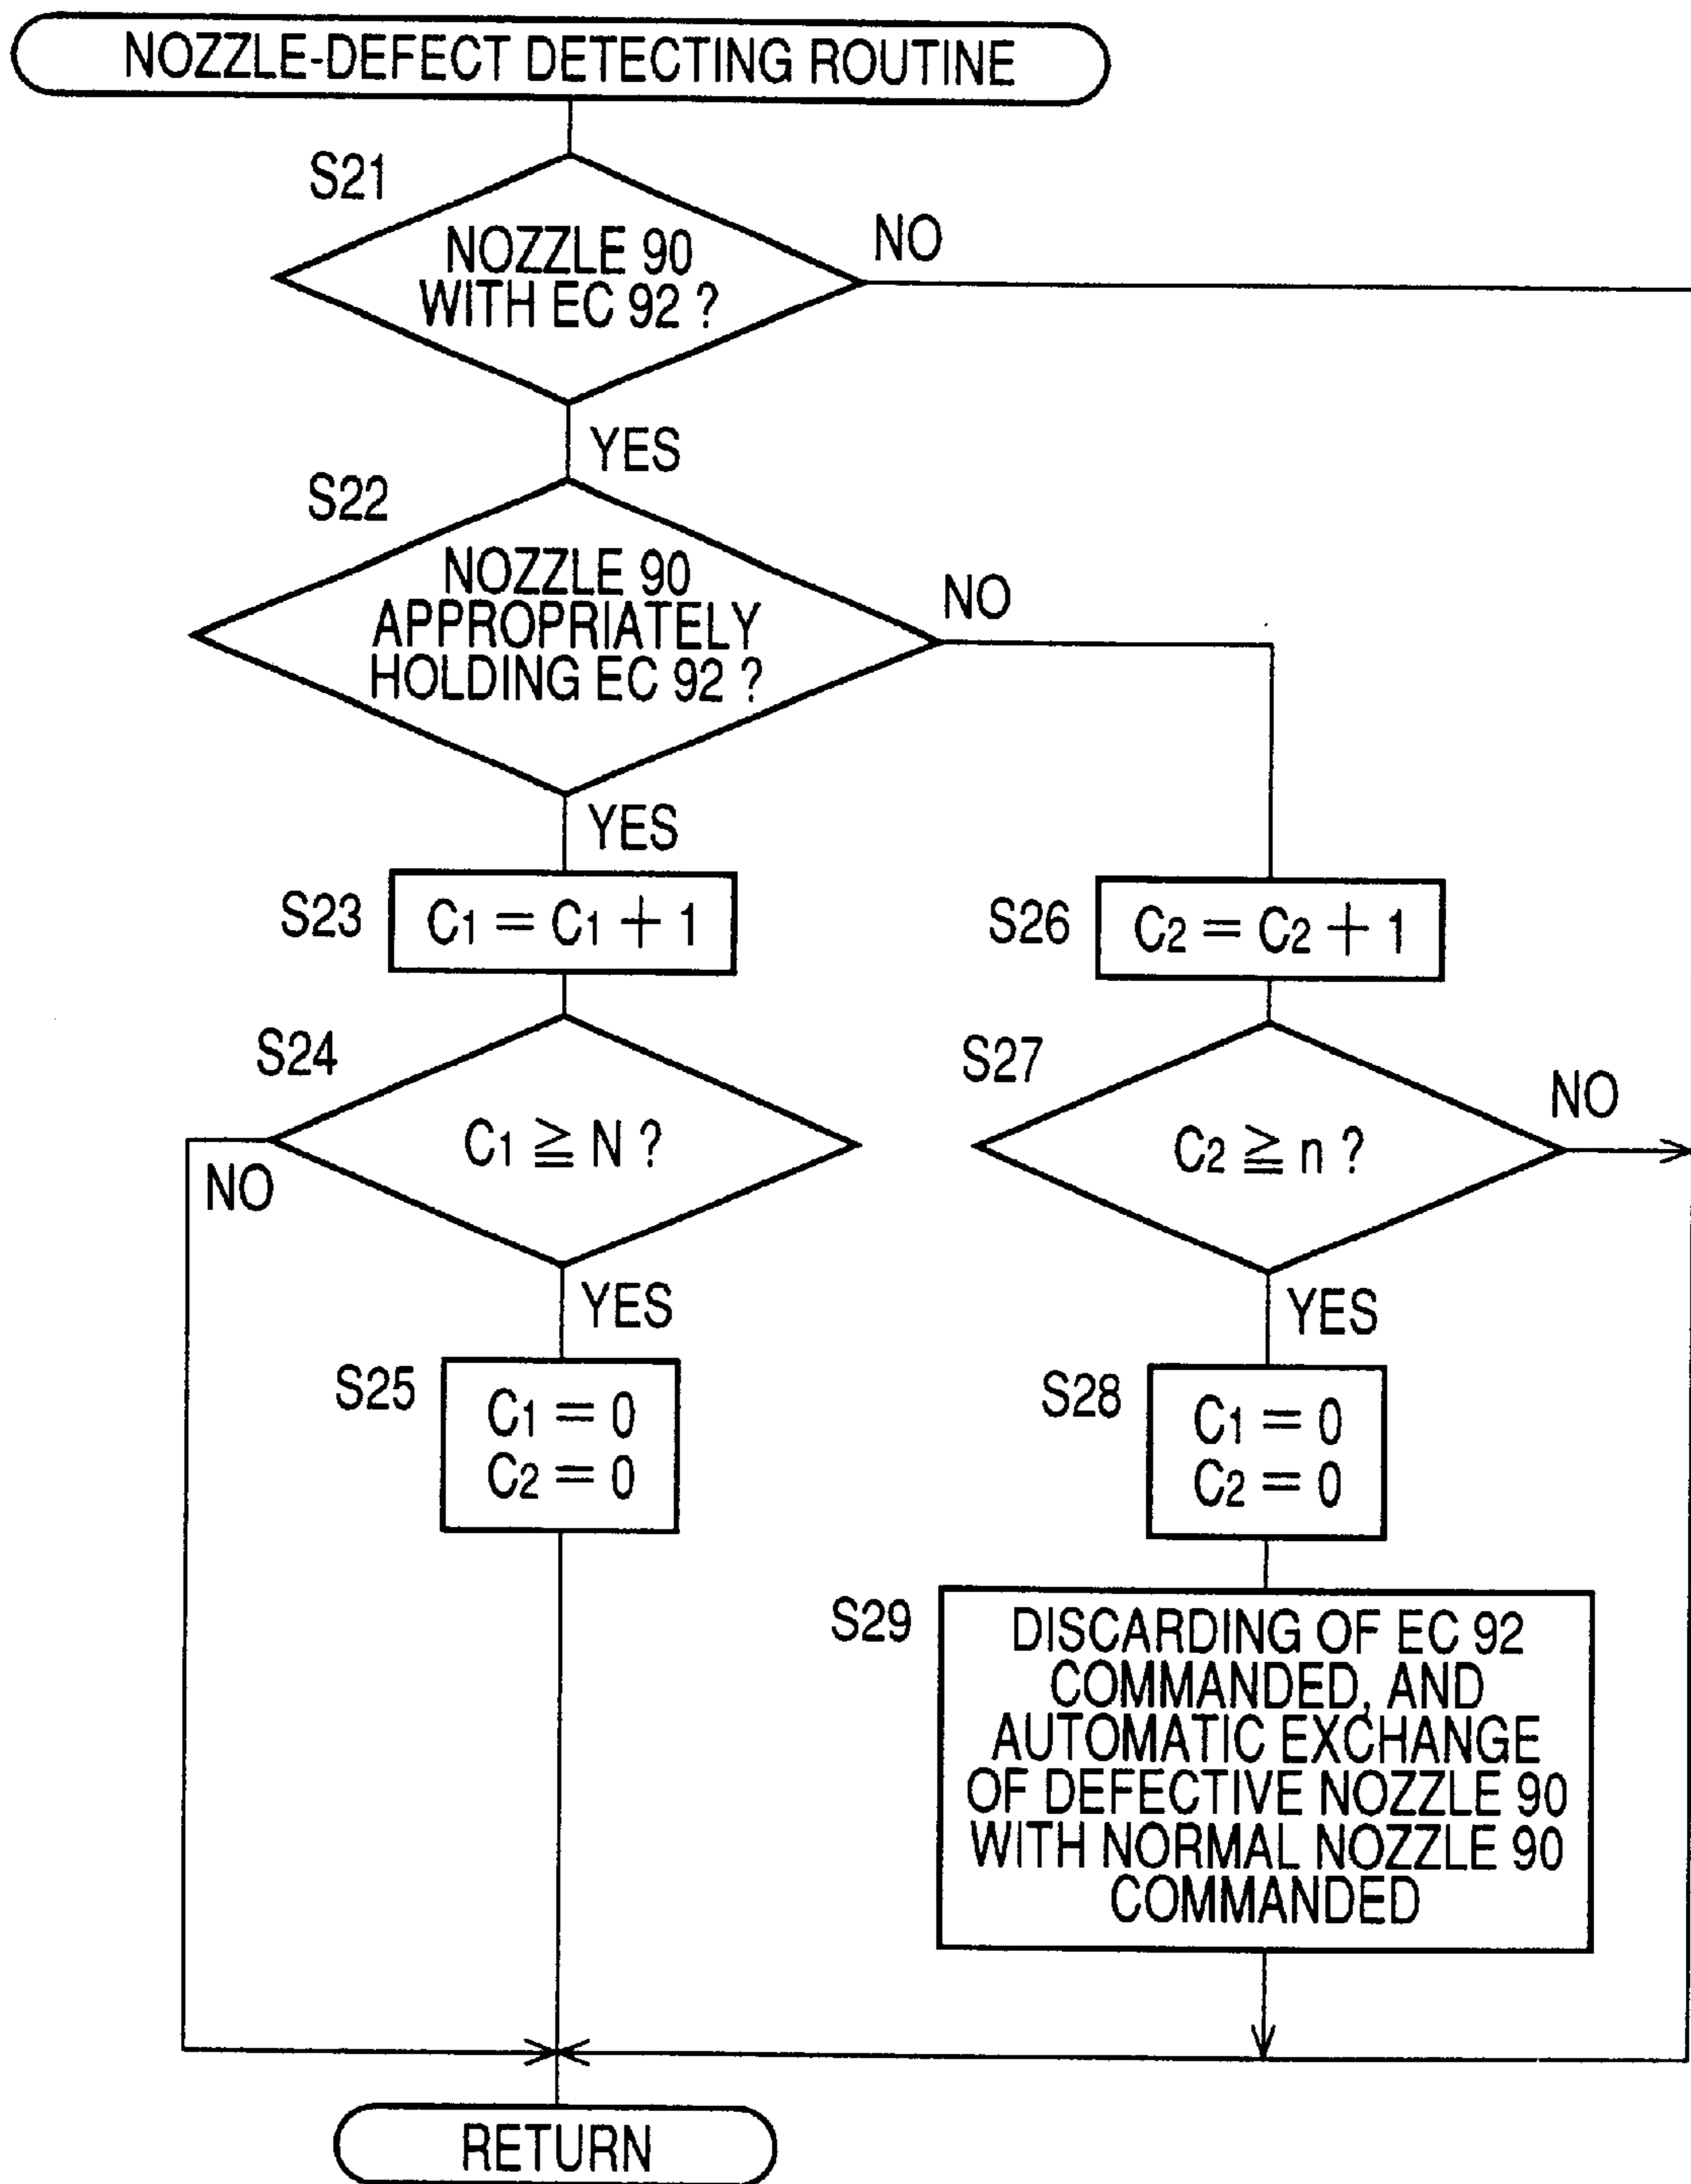 NOZZLE-DEFECT DETECTING ROUTINE
S21
NOZZLE 90
WITH EC 92 ?
NO
YES
S22
NOZZLE 90
APPROPRIATELY
HOLDING EC 92 ?
NO
YES
S23
C1 = C1 + 1
S26
C2 = C2 + 1
S24
C1 ≧ N ?
NO
YES
S27
C2 ≧ n ?
NO
YES
S25
C1 = 0
C2 = 0
S28
C1 = 0
C2 = 0
S29
DISCARDING OF EC 92
COMMANDED, AND
AUTOMATIC EXCHANGE
OF DEFECTIVE NOZZLE 90
WITH NORMAL NOZZLE 90
COMMANDED
RETURN